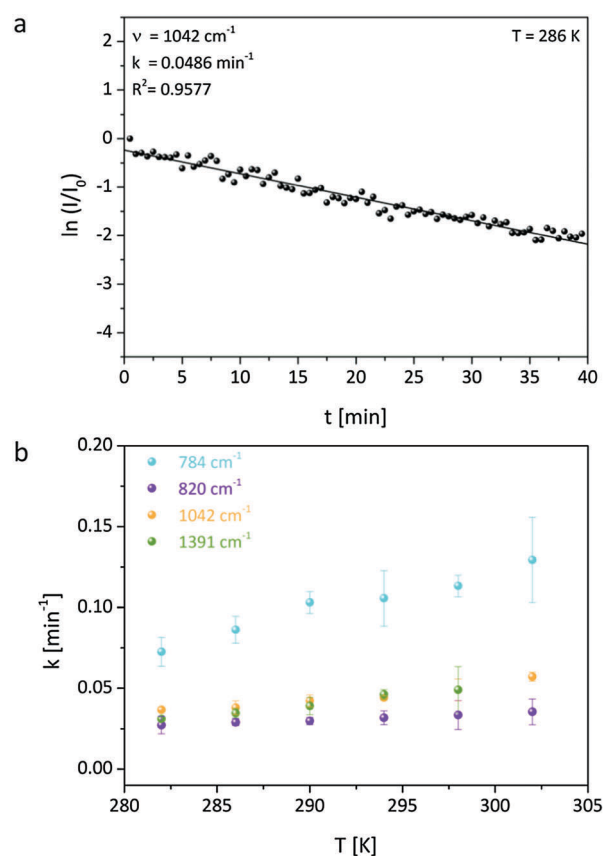 a
ν = 1042 cm⁻¹
k = 0.0486 min⁻¹
R²= 0.9577
T = 286 K
2
1
0
-1
-2
-3
-4
ln (I/I₀)
0 5 10 15 20 25 30 35 40
t [min]
b
784 cm⁻¹
820 cm⁻¹
1042 cm⁻¹
1391 cm⁻¹
0.20
0.15
0.10
0.05
0.00
k [min⁻¹]
280 285 290 295 300 305
T [K]